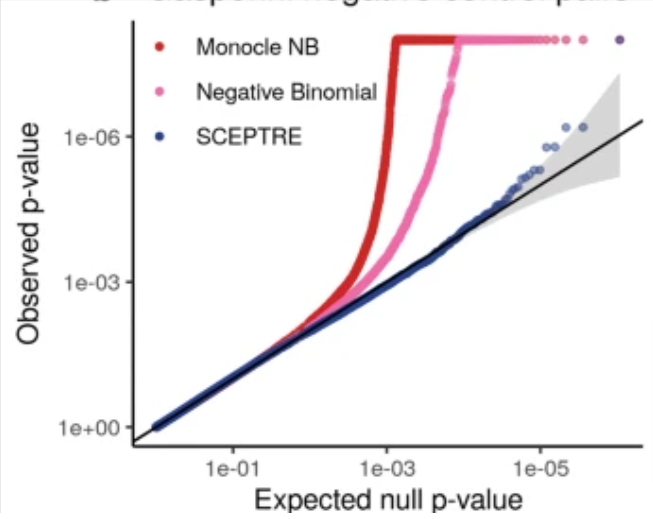 Monocle NB
Negative Binomial
SCEPTRE
Observed p-value
1e-06
1e-03
1e+00
1e-01
1e-03
1e-05
Expected null p-value